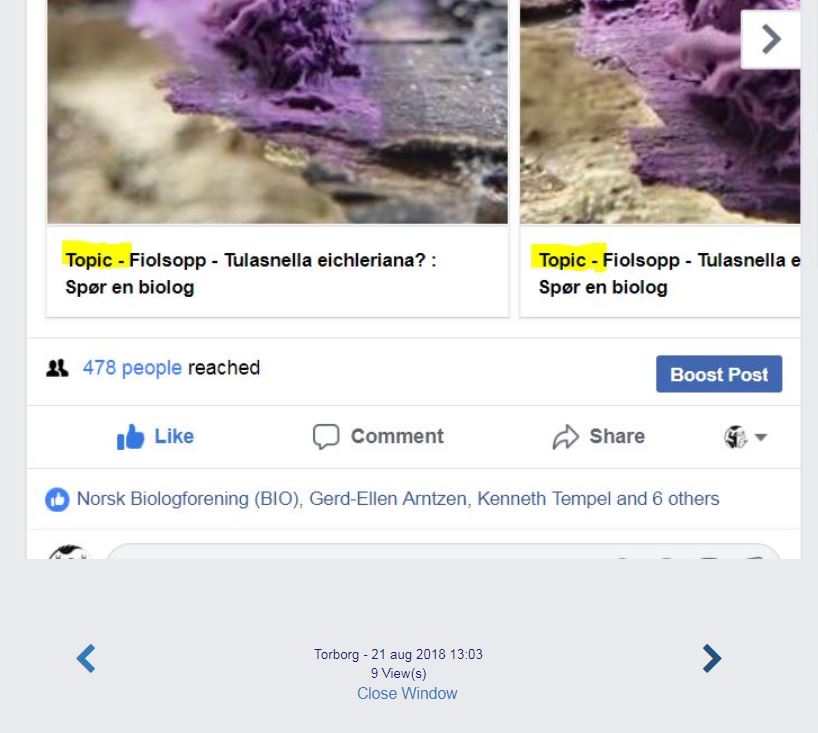 Topic - Fiolsopp - Tulasnella eichleriana? :
Spør en biolog
Topic - Fiolsopp - Tulasnella e
Spør en biolog
478 people reached
Boost Post
Like
Comment
Share
Norsk Biologforening (BIO), Gerd-Ellen Arntzen, Kenneth Tempel and 6 others
Torborg - 21 aug 2018 13:03
9 View(s)
Close Window